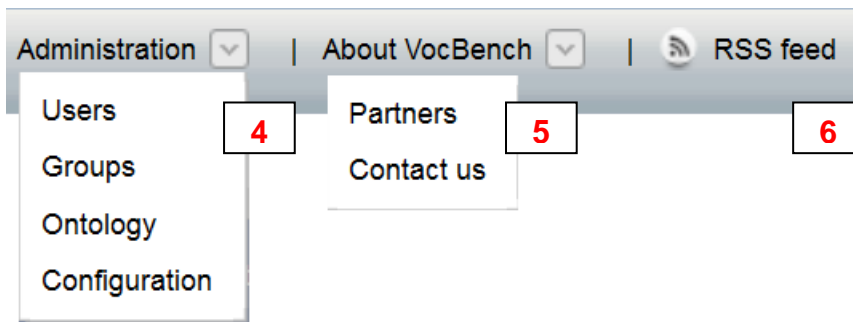 Administration | About VocBench | RSS feed
Users 4 Partners 5 6
Groups Contact us
Ontology
Configuration